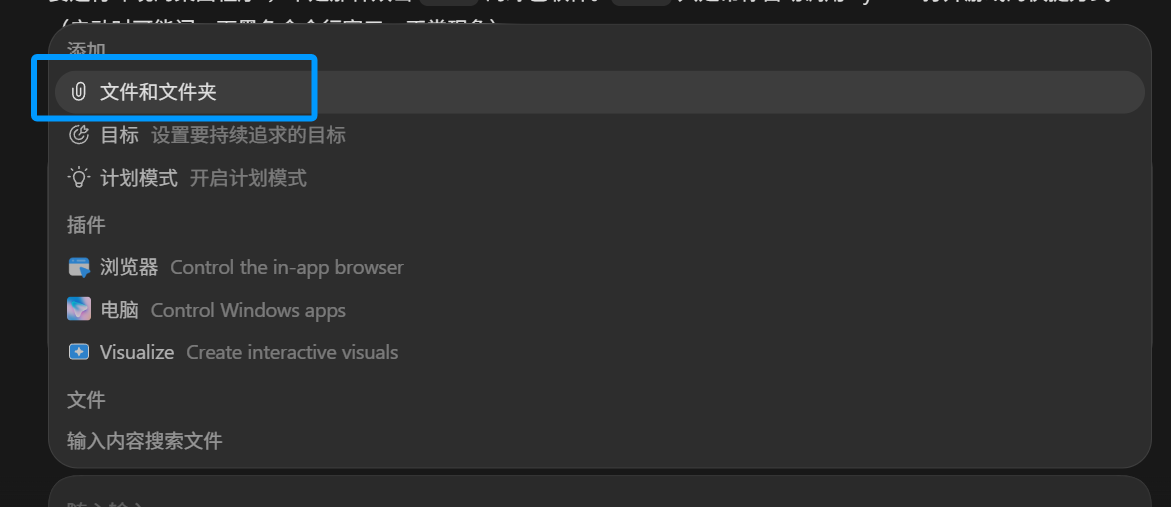 添加
文件和文件夹
目标 设置要持续追求的目标
计划模式 开启计划模式
插件
浏览器 Control the in-app browser
电脑 Control Windows apps
Visualize Create interactive visuals
文件
输入内容搜索文件